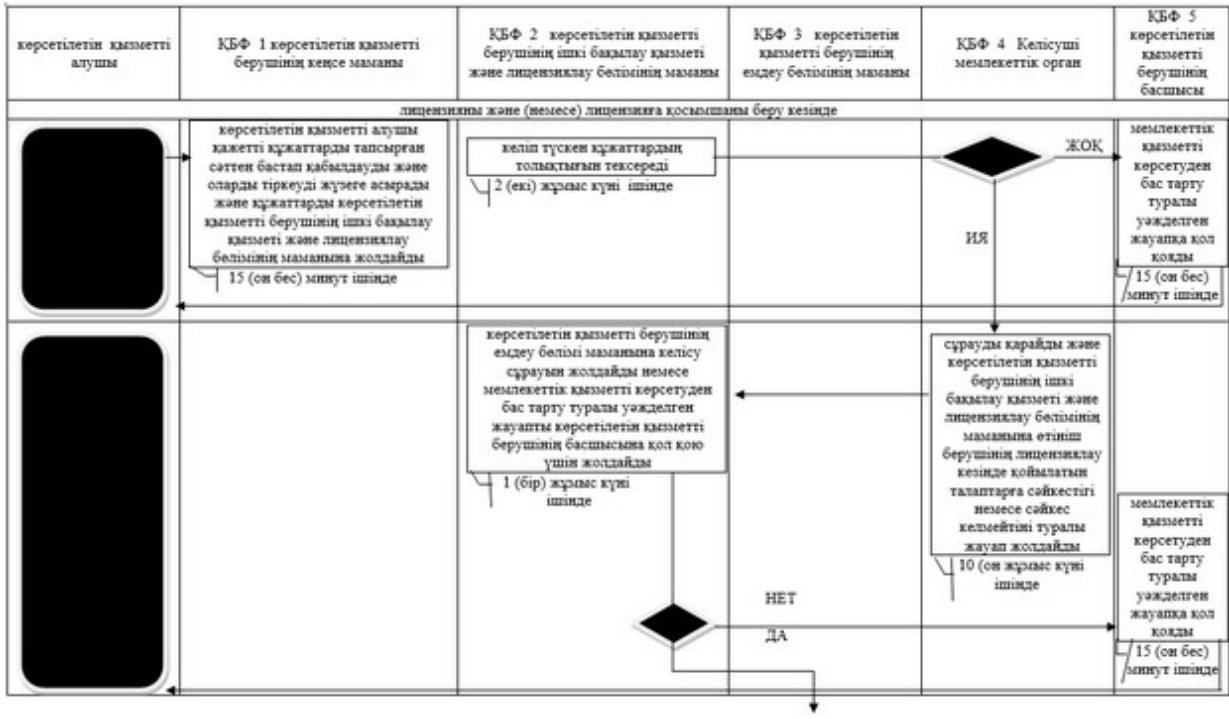 көрсетілетін қызметті
алушы
ҚБФ 1 көрсетілетін қызметті
берушінің кеңсе маманы
ҚБФ 2 көрсетілетін қызметті
берушінің ішкі бақылау қызметі
және лицензиялау бөлімінің маманы
ҚБФ 3 көрсетілетін
қызметті берушінің
емдеу бөлімінің маманы
ҚБФ 4 Келісуші
мемлекеттік орган
ҚБФ 5
көрсетілетін
қызметті
берушінің
басшысы
лицензияны және (немесе) лицензияға қосымшаны беру кезінде
көрсетілетін қызметті алушы
қажетті құжаттарды тапсырған
сәттен бастап қабылдауды және
оларды тіркеуді жүзеге асырады
және құжаттарды көрсетілетін
қызметті берушінің ішкі бақылау
қызметі және лицензиялау
бөлімінің маманына жолдайды
15 (он бес) минут ішінде
келіп түскен құжаттардың
толықтығын тексереді
2 (екі) жұмыс күні ішінде
ЖОҚ
ИЯ
мемлекеттік
қызметті
көрсетуден
бас тарту
туралы
уәжделген
жауапқа қол
қояды
15 (он бес)
минут ішінде
көрсетілетін қызметті берушінің
емдеу бөлімі маманына келісу
сұрауын жолдайды немесе
мемлекеттік қызметті көрсетуден
бас тарту туралы уәжделген
жауапты көрсетілетін қызметті
берушінің басшысына қол қою
үшін жолдайды
1 (бір) жұмыс күні
ішінде
сұрауды қарайды және
көрсетілетін қызметті
берушінің ішкі
бақылау қызметі және
лицензиялау бөлімінің
маманына өтініш
берушінің лицензиялау
кезінде қойылатын
талаптарға сәйкестігі
немесе сәйкес
келмейтіні туралы
жауап жолдайды
10 (он жұмыс күні
ішінде
НЕТ
ДА
мемлекеттік
қызметті
көрсетуден
бас тарту
туралы
уәжделген
жауапқа қол
қояды
15 (он бес)
минут ішінде